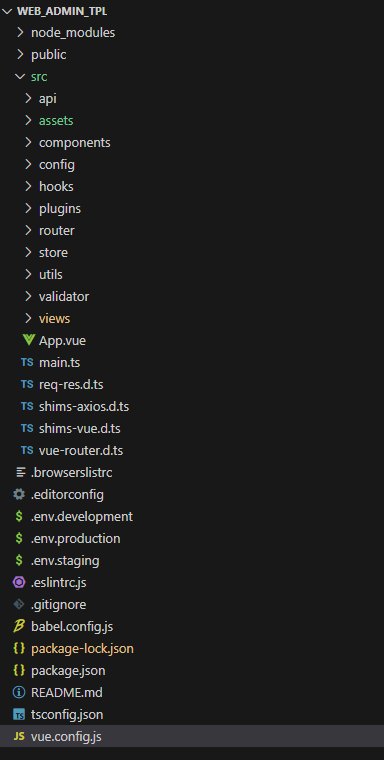 WEB_ADMIN_TPL
node_modules
public
src
api
assets
components
config
hooks
plugins
router
store
utils
validator
views
App.vue
TS main.ts
TS req-res.d.ts
TS shims-axios.d.ts
TS shims-vue.d.ts
TS vue-router.d.ts
.browserslistrc
.editorconfig
$ .env.development
$ .env.production
$ .env.staging
.eslintrc.js
.gitignore
babel.config.js
{ } package-lock.json
{ } package.json
README.md
TS tsconfig.json
JS vue.config.js